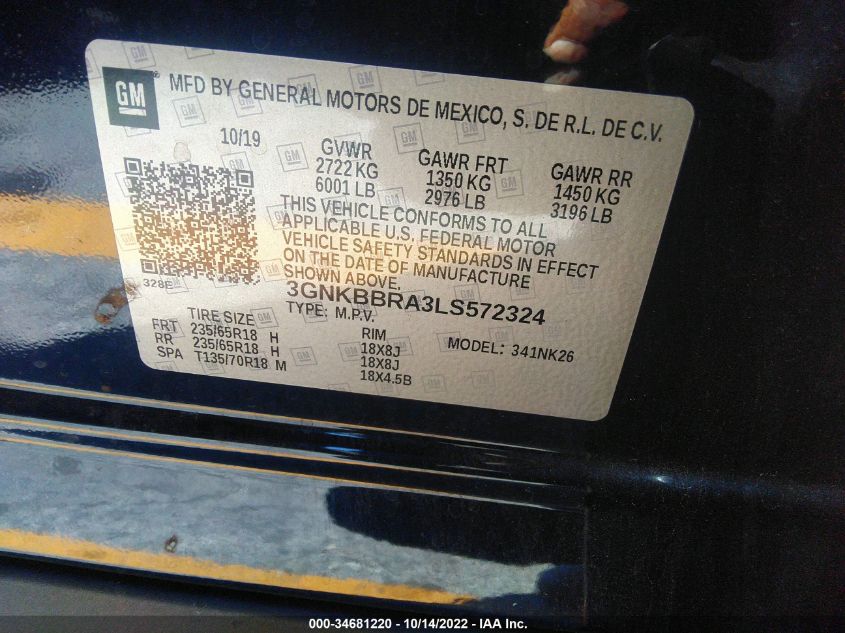 GM
MFD BY GENERAL MOTORS DE MEXICO, S. DE R.L. DE C.V.
10/19
GVWR
2722 KG
6001 LB
GAWR FRT
1350 KG
2976 LB
GAWR RR
1450 KG
3196 LB
THIS VEHICLE CONFORMS TO ALL
APPLICABLE U.S. FEDERAL MOTOR
VEHICLE SAFETY STANDARDS IN EFFECT
ON THE DATE OF MANUFACTURE
SHOWN ABOVE.
328E
3GNKBBRA3LS572324
TYPE: M.P.V.
MODEL: 341NK26
TIRE SIZE RIM
FRT 235/65R18 H 18X8J
RR 235/65R18 H 18X8J
SPA T135/70R18 M 18X4.5B
000-34681220 - 10/14/2022 - IAA Inc.